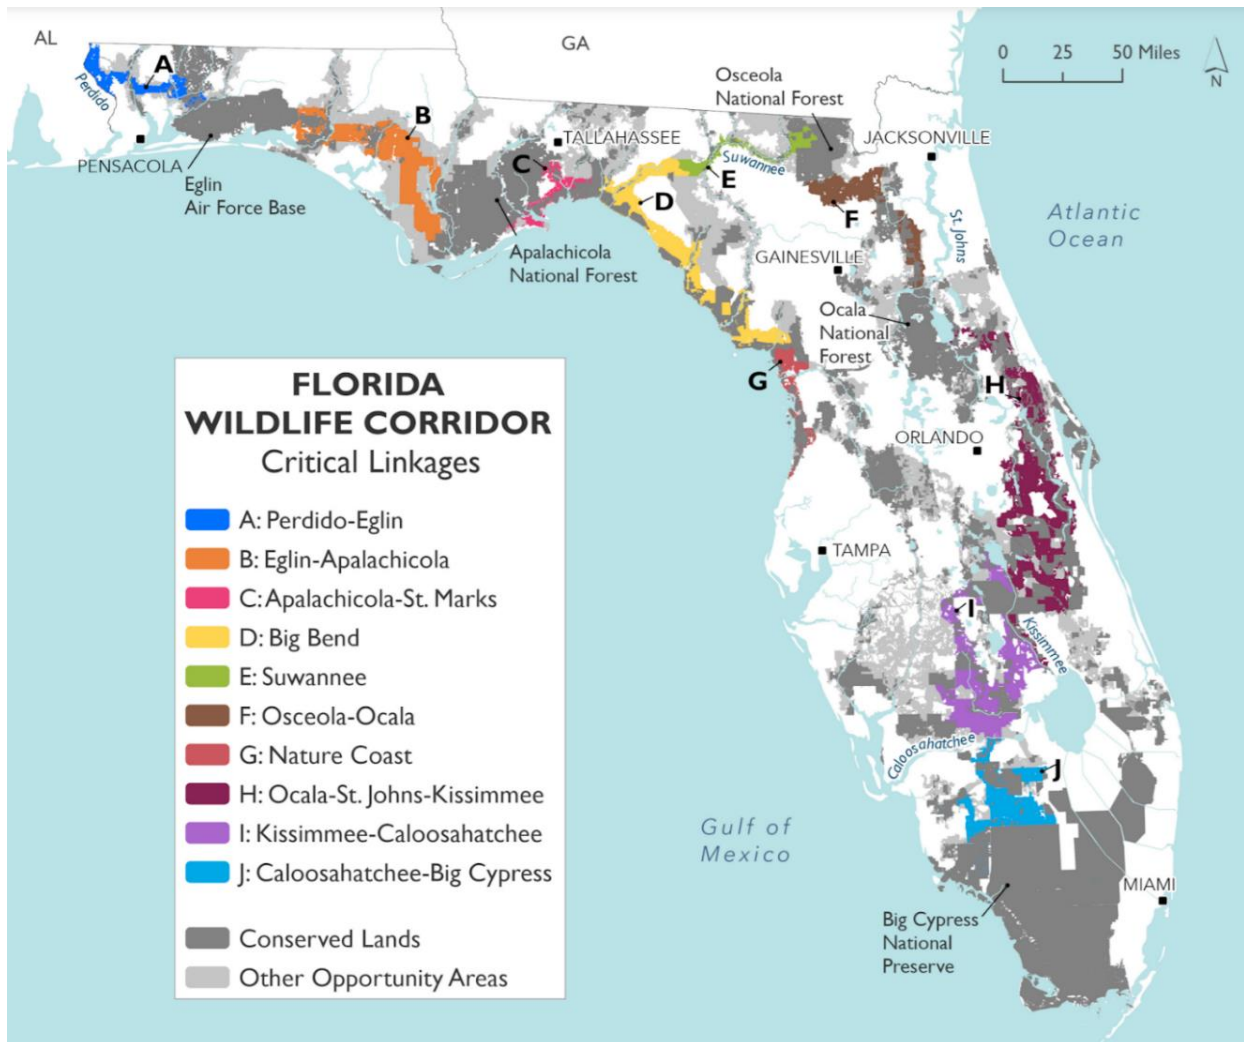 AL
GA
0 25 50 Miles
N
A
Perdido
PENSACOLA
Eglin
Air Force Base
B
C
TALLAHASSEE
Apalachicola
National Forest
Osceola
National Forest
JACKSONVILLE
Suwannee
E
D
F
St. Johns
Atlantic
Ocean
GAINESVILLE
Ocala
National
Forest
G
H
ORLANDO
TAMPA
I
Kissimmee
Caloosahatchee
J
Gulf of
Mexico
MIAMI
Big Cypress
National
Preserve
FLORIDA
WILDLIFE CORRIDOR
Critical Linkages
A: Perdido-Eglin
B: Eglin-Apalachicola
C: Apalachicola-St. Marks
D: Big Bend
E: Suwannee
F: Osceola-Ocala
G: Nature Coast
H: Ocala-St. Johns-Kissimmee
I: Kissimmee-Caloosahatchee
J: Caloosahatchee-Big Cypress
Conserved Lands
Other Opportunity Areas